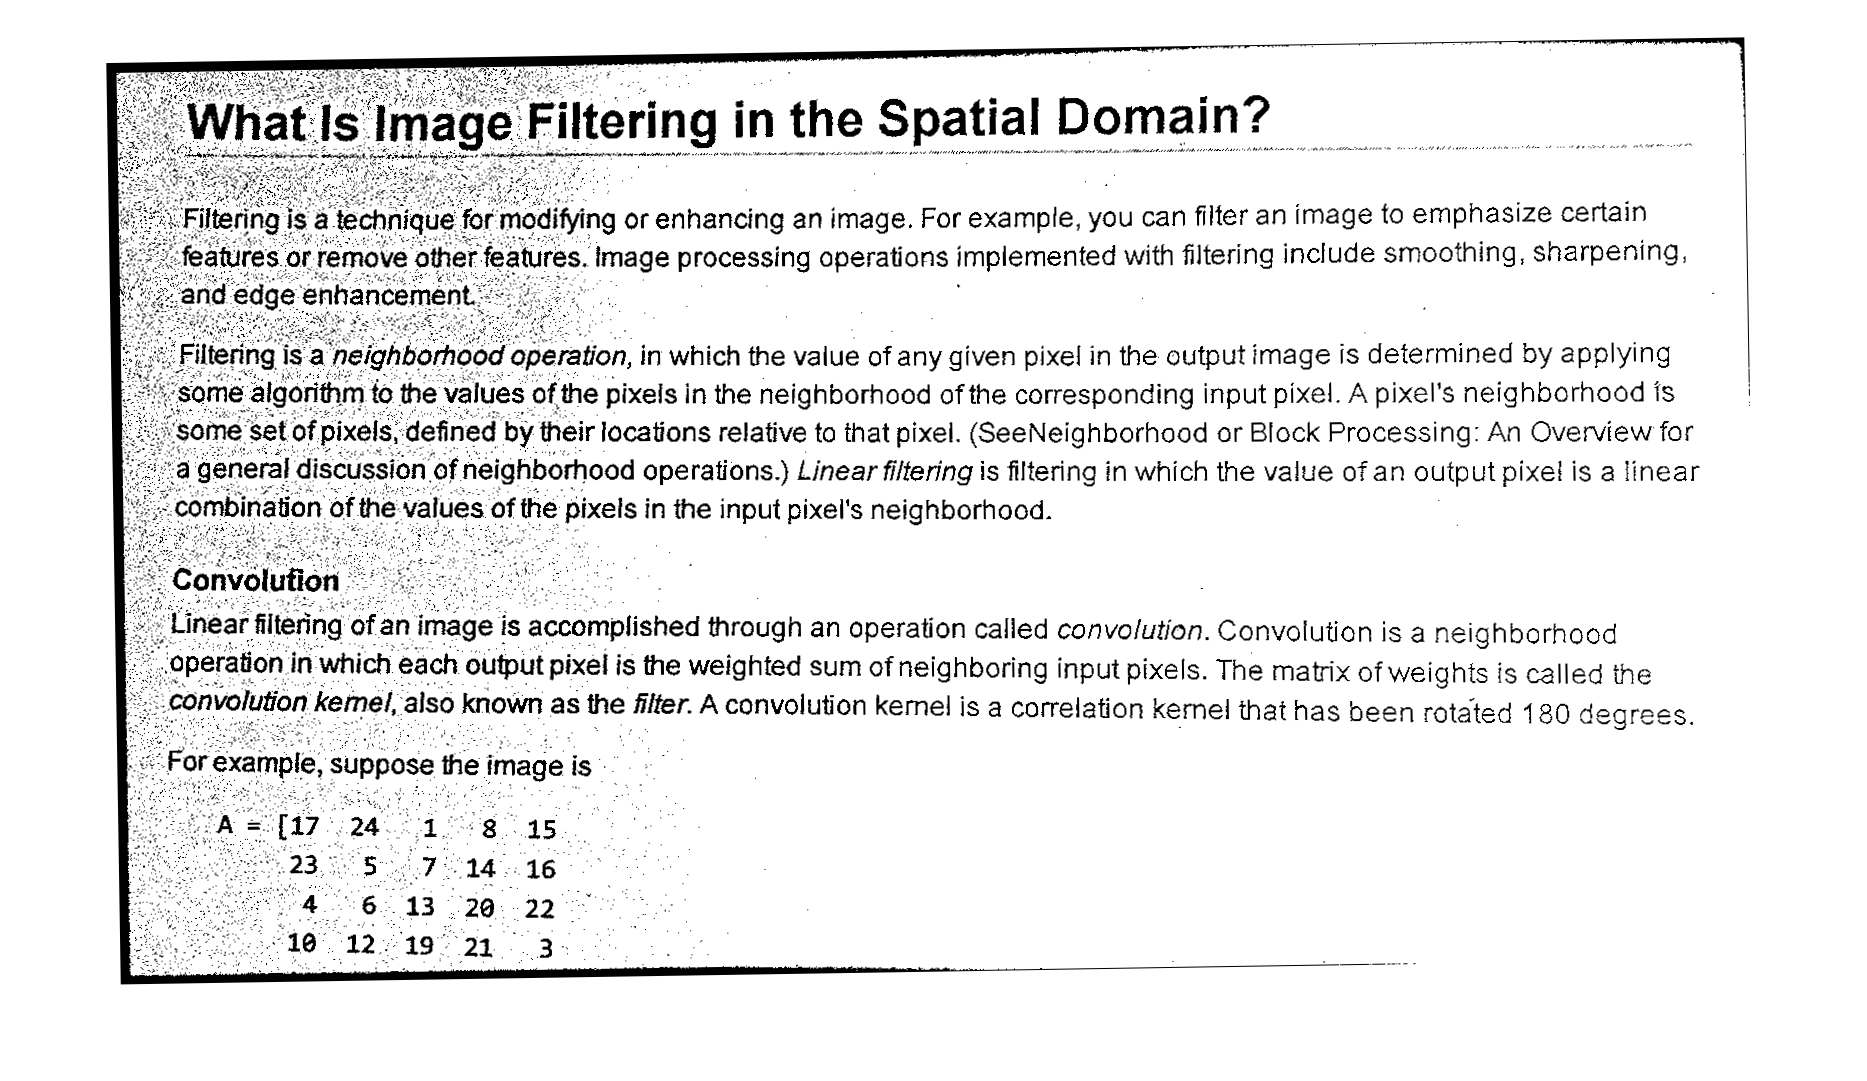 What Is Image Filtering in the Spatial Domain?
Filtering is a technique for modifying or enhancing an image. For example, you can filter an image to emphasize certain
features or remove other features. Image processing operations implemented with filtering include smoothing, sharpening,
and edge enhancement.
Filtering is a neighborhood operation, in which the value of any given pixel in the output image is determined by applying
some algorithm to the values of the pixels in the neighborhood of the corresponding input pixel. A pixel's neighborhood is
some set of pixels, defined by their locations relative to that pixel. (SeeNeighborhood or Block Processing: An Overview for
a general discussion of neighborhood operations.) Linear filtering is filtering in which the value of an output pixel is a linear
combination of the values of the pixels in the input pixel's neighborhood.
Convolution
Linear filtering of an image is accomplished through an operation called convolution. Convolution is a neighborhood
operation in which each output pixel is the weighted sum of neighboring input pixels. The matrix of weights is called the
convolution kernel, also known as the filter. A convolution kernel is a correlation kernel that has been rotated 180 degrees.
For example, suppose the image is
A = [17 24 1 8 15
23 5 7 14 16
4 6 13 20 22
10 12 19 21 3